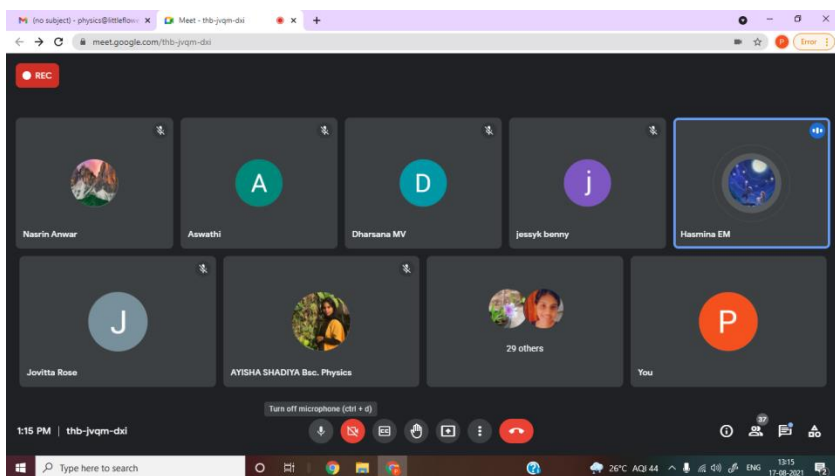 (no subject) - physics@littleflow
Meet - thb-jvqm-dxi
meet.google.com/thb-jvqm-dxi
P
Error
REC
A
D
j
Nasrin Anwar
Aswathi
Dharsana MV
jessyk benny
Hasmina EM
J
P
29 others
Jovitta Rose
AYISHA SHADIYA Bsc. Physics
You
Turn off microphone (ctrl + d)
1:15 PM | thb-jvqm-dxi
CC
37
Type here to search
26°C AQI 44
ENG
13:15
17-08-2021